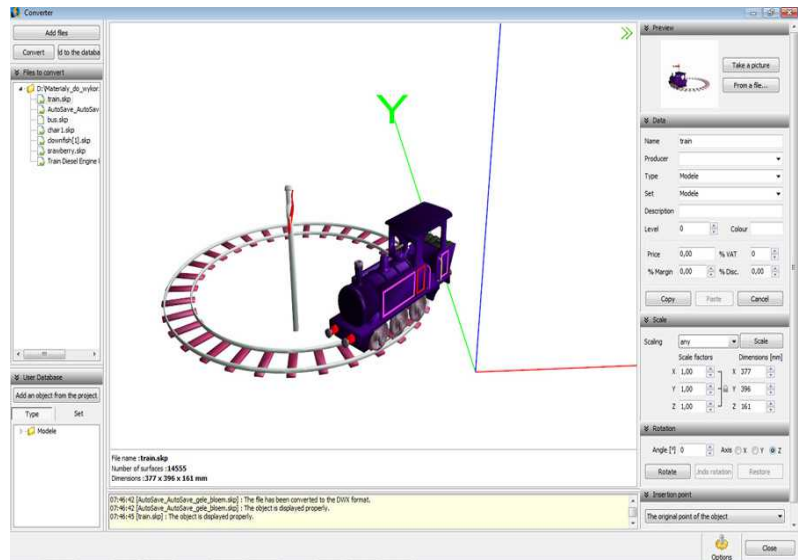 Converter
Add files
Convert
ld to the databa
Files to convert
D:\Materialy_do_wykor
train.skp
AutoSave_AutoSav
bus.skp
chair1.skp
downfish[1].skp
srawberry.skp
Train Diesel Engine
User Database
Add an object from the project
Type Set
Modele
Y
File name :train.skp
Number of surfaces :14555
Dimensions :377 x 396 x 161 mm
07:46:42 [AutoSave_AutoSave_gele_bloem.skp] : The file has been converted to the DWX format.
07:46:42 [AutoSave_AutoSave_gele_bloem.skp] : The object is displayed properly.
07:46:45 [train.skp] : The object is displayed properly.
Preview
Take a picture
From a file...
Data
Name train
Producer
Type Modele
Set Modele
Description
Level 0 Colour
Price 0,00 % VAT 0
% Margin 0,00 % Disc. 0,00
Copy Paste Cancel
Scale
Scaling any Scale
Scale factors Dimensions [mm]
X 1,00 X 377
Y 1,00 Y 396
Z 1,00 Z 161
Rotation
Angle [°] 0 Axis X Y Z
Rotate Undo rotation Restore
Insertion point
The original point of the object
Options
Close